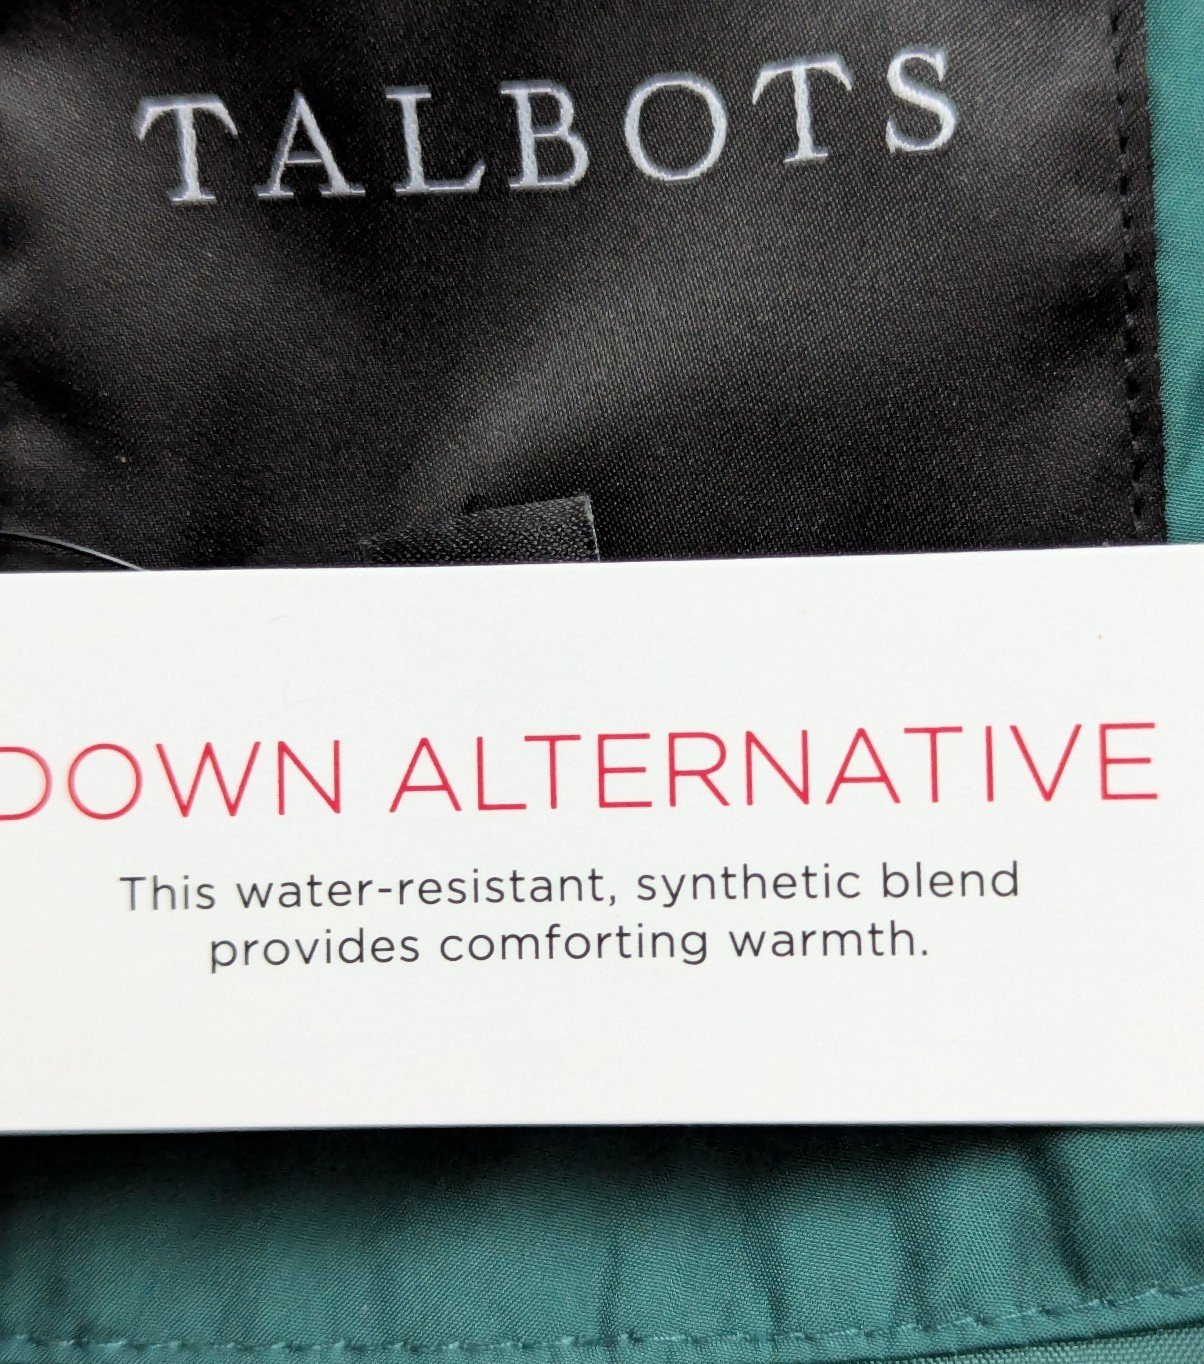 TALBOTS
DOWN ALTERNATIVE
This water-resistant, synthetic blend
provides comforting warmth.